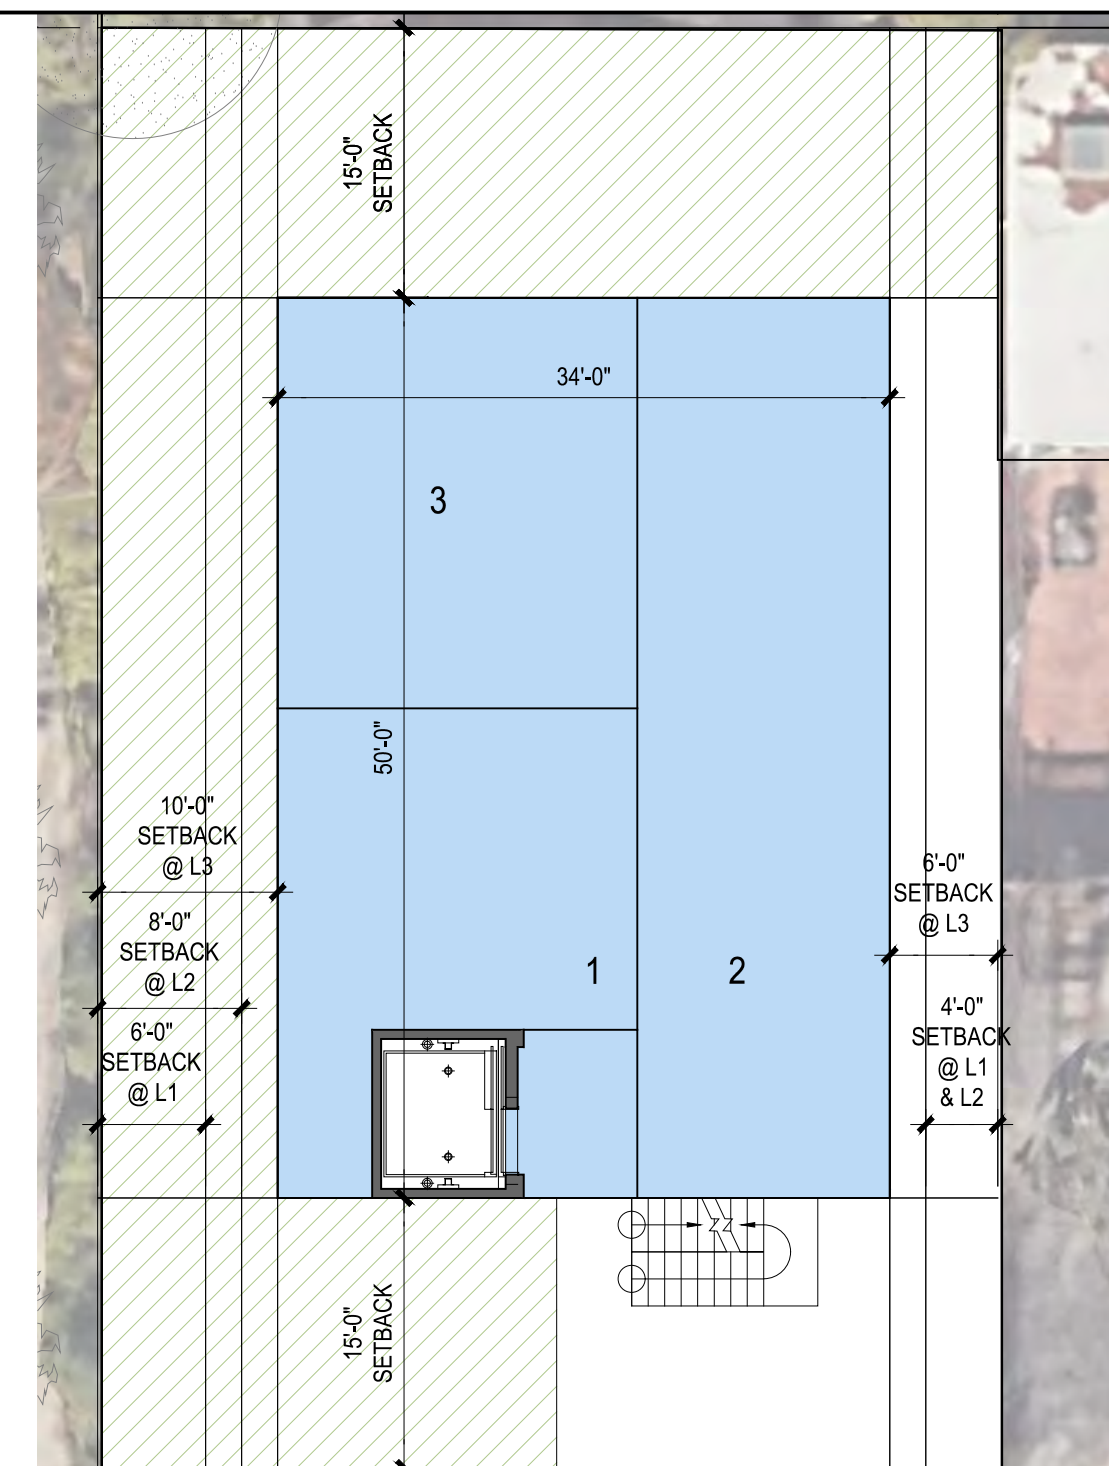 15'-0"
SETBACK
34'-0"
3
50'-0"
10'-0"
SETBACK
@ L3
6'-0"
SETBACK
@ L3
8'-0"
SETBACK
@ L2
1
2
6'-0"
SETBACK
@ L1
4'-0"
SETBACK
@ L1
& L2
15'-0"
SETBACK